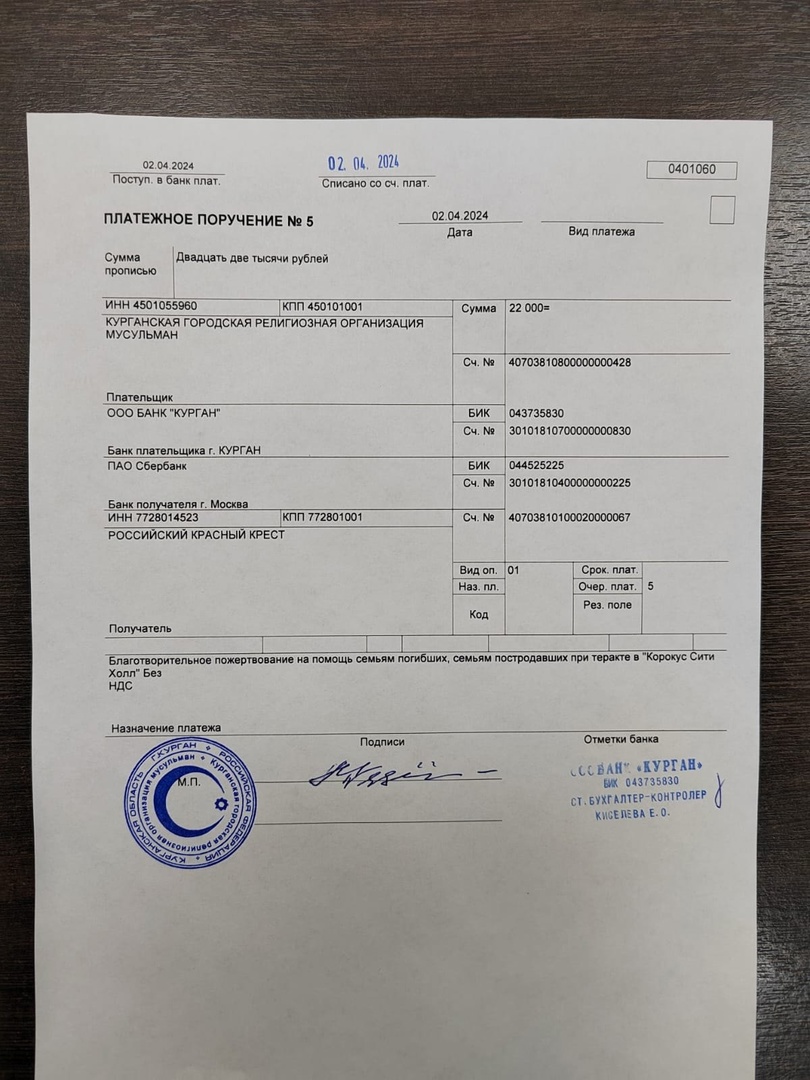 02.04.2024
Поступ. в банк плат.
02. 04. 2024
Списано со сч. плат.
0401060
ПЛАТЕЖНОЕ ПОРУЧЕНИЕ № 5
02.04.2024
Дата
Вид платежа
Сумма
прописью
Двадцать две тысячи рублей
ИНН 4501055960
КПП 450101001
Сумма
22 000=
КУРГАНСКАЯ ГОРОДСКАЯ РЕЛИГИОЗНАЯ ОРГАНИЗАЦИЯ
МУСУЛЬМАН
Сч. №
40703810800000000428
Плательщик
ООО БАНК "КУРГАН"
БИК
043735830
Сч. №
30101810700000000830
Банк плательщика г. КУРГАН
ПАО Сбербанк
БИК
044525225
Сч. №
30101810400000000225
Банк получателя г. Москва
ИНН 7728014523
КПП 772801001
Сч. №
40703810100020000067
РОССИЙСКИЙ КРАСНЫЙ КРЕСТ
Вид оп.
01
Срок. плат.
Наз. пл.
Очер. плат.
5
Код
Рез. поле
Получатель
Благотворительное пожертвование на помощь семьям погибших, семьям постродавших при теракте в "Корокус Сити
Холл" Без
НДС
Назначение платежа
Подписи
Отметки банка
М.П.
РОССИЙСКАЯ ФЕДЕРАЦИЯ * КУРГАНСКАЯ ОБЛАСТЬ Г.КУРГАН
Курганская городская религиозная организация мусульман
БАНК «КУРГАН»
БИК 043735830
СТ.БУХГАЛТЕР-КОНТРОЛЕР
КИСЕЛЕВА Е.О.